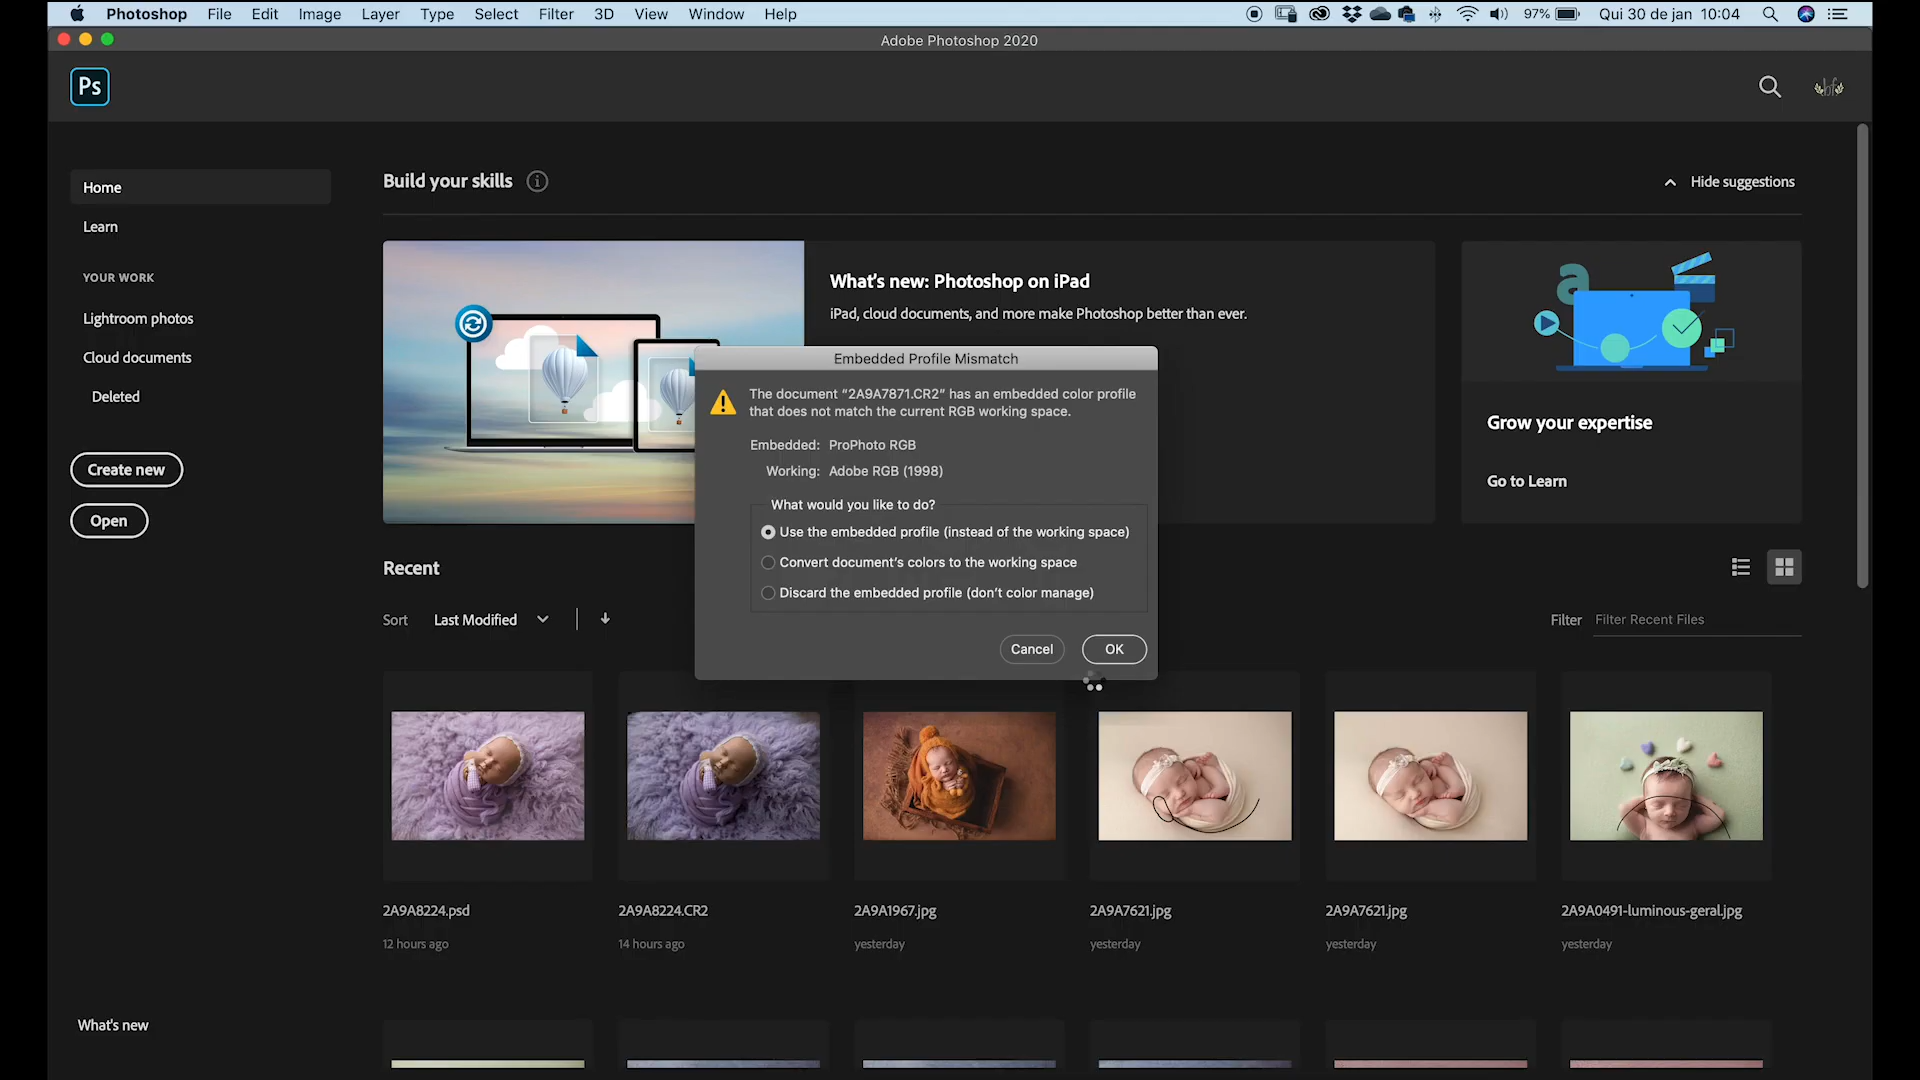 Photoshop File Edit Image Layer Type Select Filter 3D View Window Help 97% Qui 30 de jan 10:04
Adobe Photoshop 2020
Ps
Home
Learn
YOUR WORK
Lightroom photos
Cloud documents
Deleted
Create new
Open
What's new
Build your skills
Hide suggestions
What's new: Photoshop on iPad
iPad, cloud documents, and more make Photoshop better than ever.
Grow your expertise
Go to Learn
Embedded Profile Mismatch
The document “2A9A7871.CR2” has an embedded color profile
that does not match the current RGB working space.
Embedded: ProPhoto RGB
Working: Adobe RGB (1998)
What would you like to do?
Use the embedded profile (instead of the working space)
Convert document’s colors to the working space
Discard the embedded profile (don’t color manage)
Cancel OK
Recent
Sort Last Modified
Filter Filter Recent Files
2A9A8224.psd 2A9A8224.CR2 2A9A1967.jpg 2A9A7621.jpg 2A9A7621.jpg 2A9A0491-luminous-geral.jpg
12 hours ago 14 hours ago yesterday yesterday yesterday yesterday